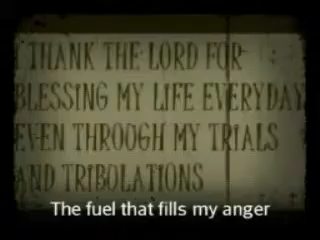 I THANK THE LORD FOR
BLESSING MY LIFE EVERYDAY
EVEN THROOGH MY TRIALS
AND TRIBOLATIONS
The fuel that fills my anger